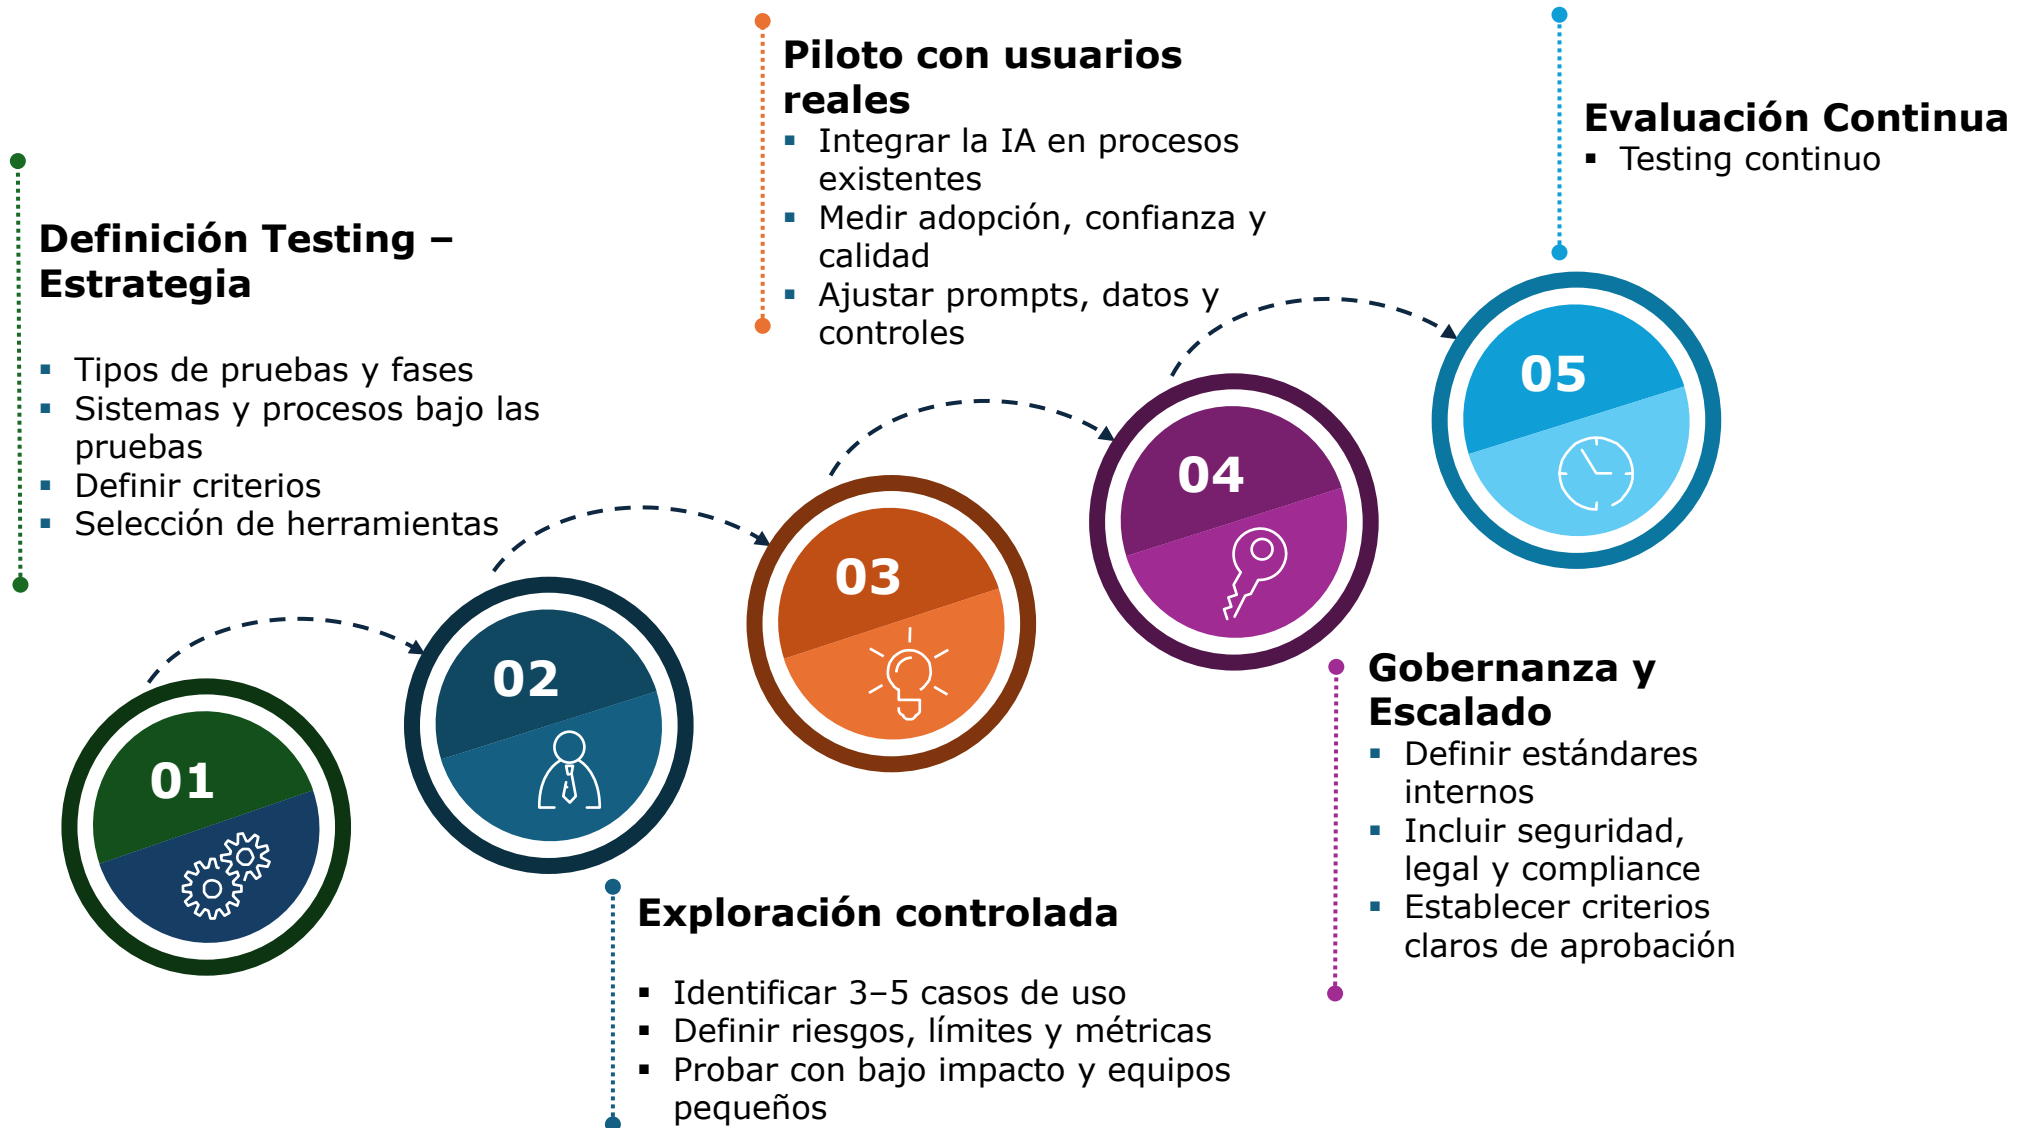 Definición Testing –
Estrategia
Tipos de pruebas y fases
Sistemas y procesos bajo las
pruebas
Definir criterios
Selección de herramientas
01
02
Exploración controlada
Identificar 3–5 casos de uso
Definir riesgos, límites y métricas
Probar con bajo impacto y equipos
pequeños
Piloto con usuarios
reales
Integrar la IA en procesos
existentes
Medir adopción, confianza y
calidad
Ajustar prompts, datos y
controles
03
04
Gobernanza y
Escalado
Definir estándares
internos
Incluir seguridad,
legal y compliance
Establecer criterios
claros de aprobación
Evaluación Continua
Testing continuo
05